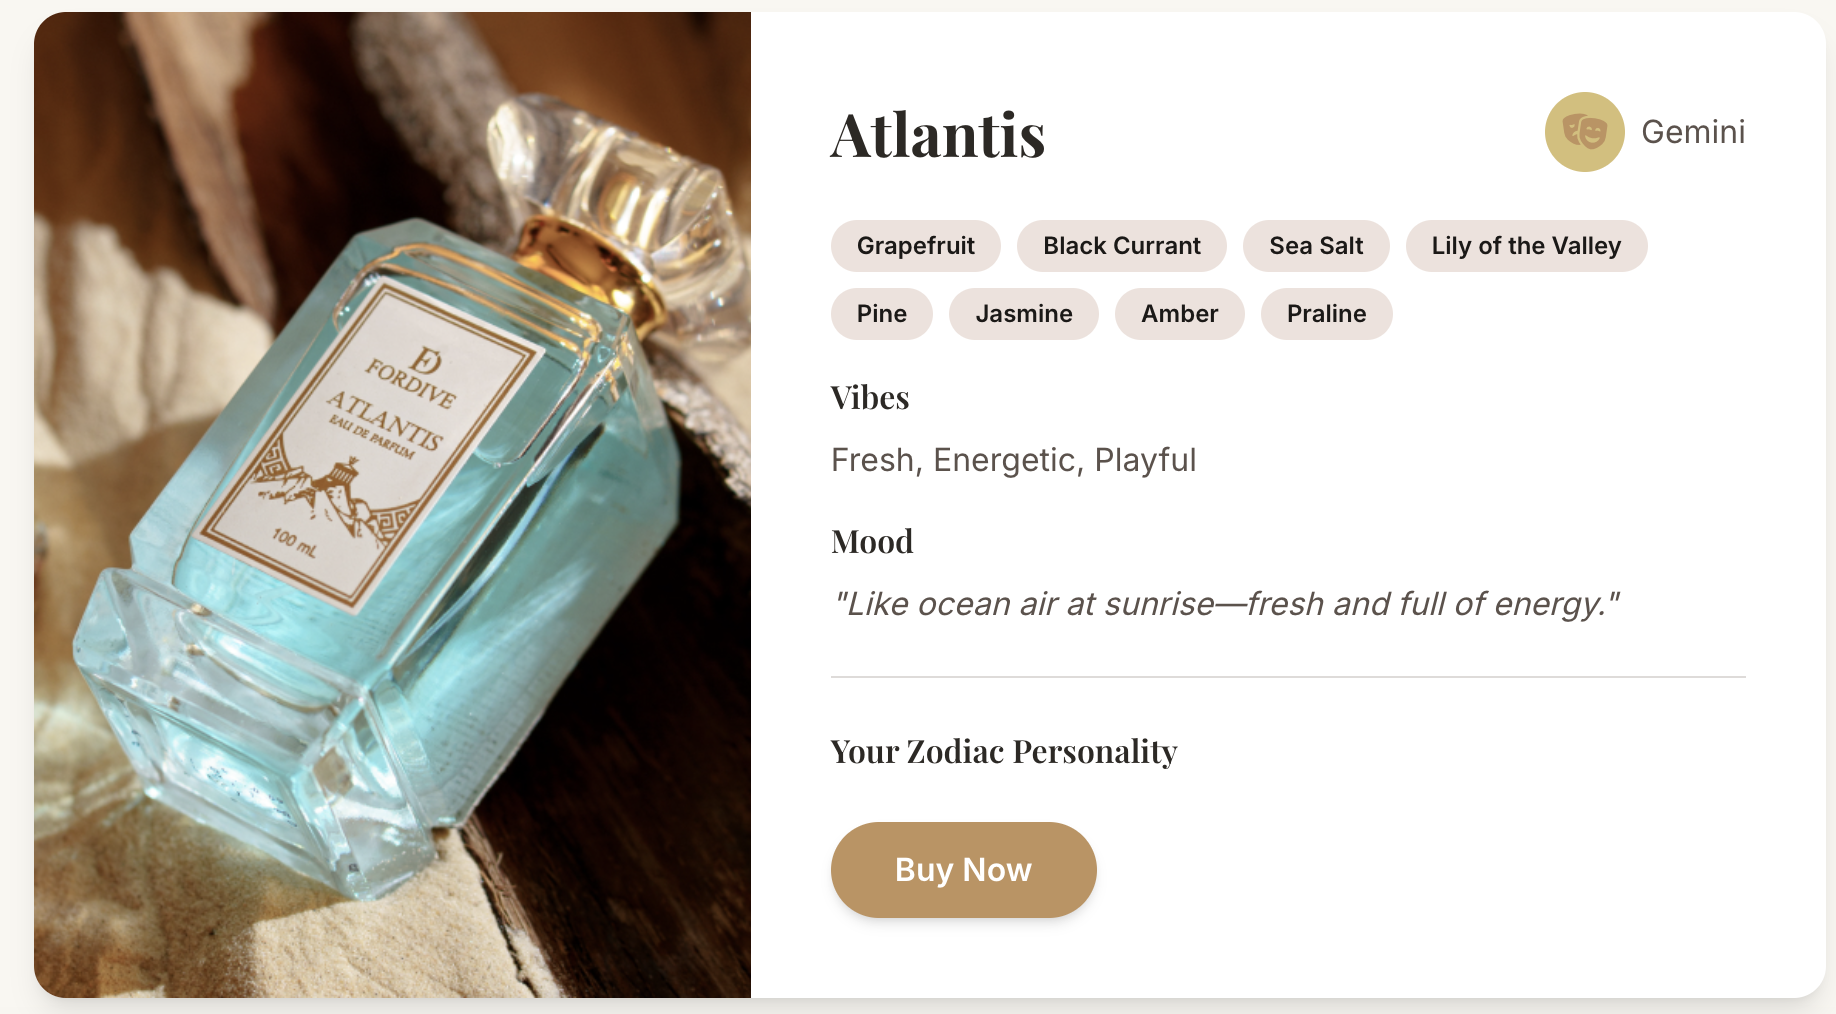 FORDIVE
ATLANTIS
EAU DE PARFUM
100 mL
Atlantis
Gemini
Grapefruit
Black Currant
Sea Salt
Lily of the Valley
Pine
Jasmine
Amber
Praline
Vibes
Fresh, Energetic, Playful
Mood
"Like ocean air at sunrise—fresh and full of energy."
Your Zodiac Personality
Buy Now